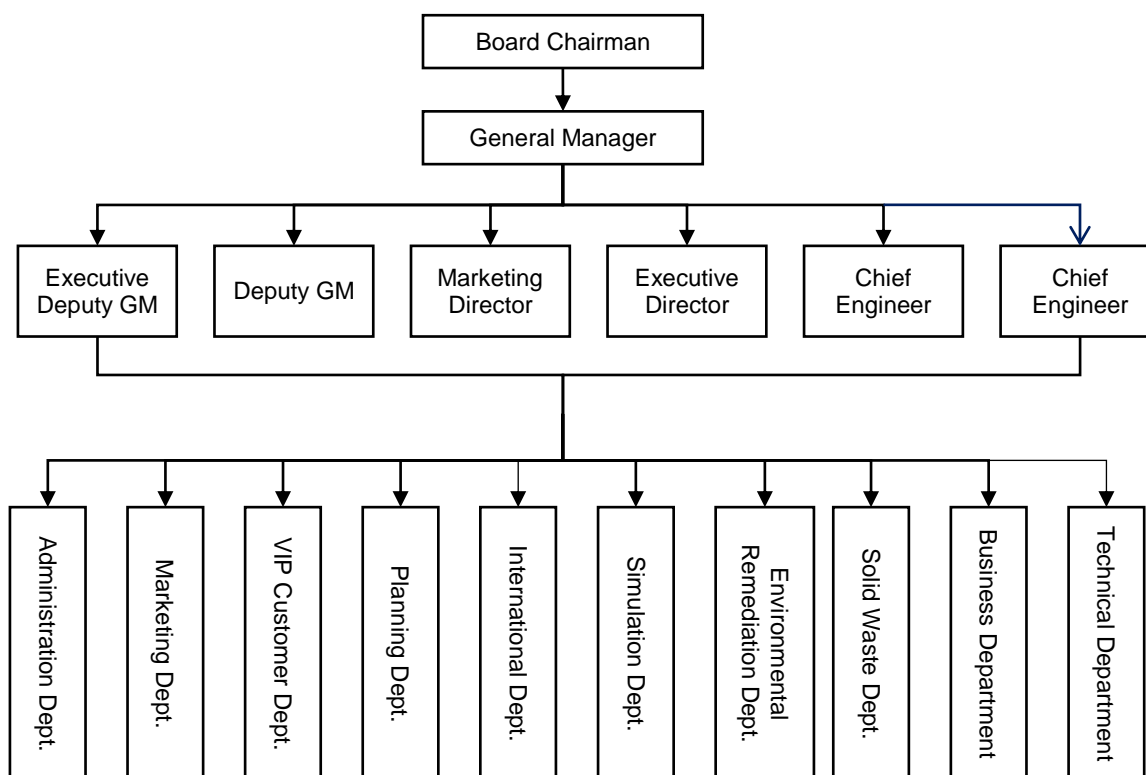 Board Chairman
General Manager
Executive
Deputy GM
Deputy GM
Marketing
Director
Executive
Director
Chief
Engineer
Chief
Engineer
Administration Dept.
Marketing Dept.
VIP Customer Dept.
Planning Dept.
International Dept.
Simulation Dept.
Environmental
Remediation Dept.
Solid Waste Dept.
Business Department
Technical Department